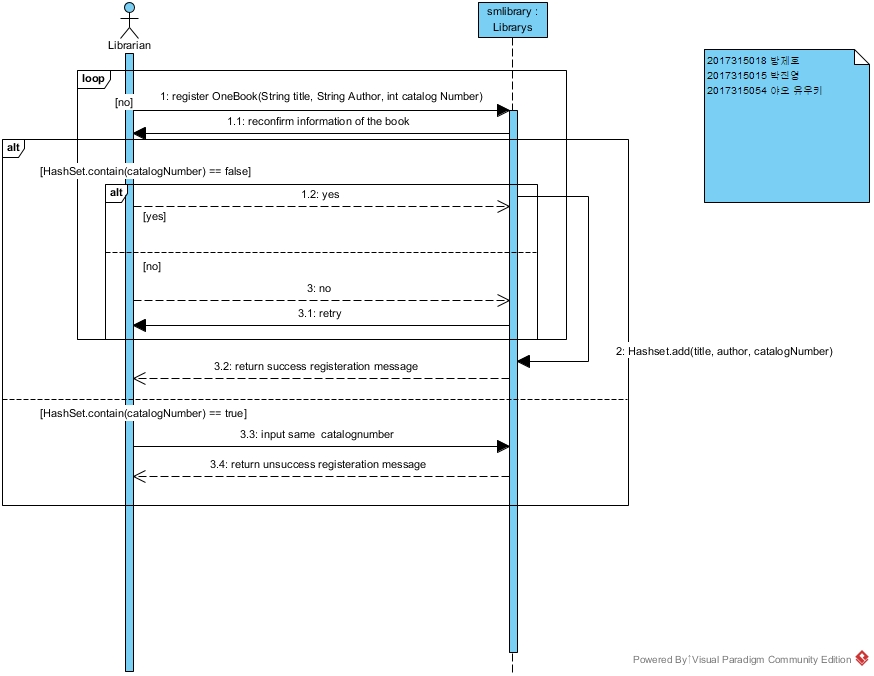 smlibrary :
Librarys
Librarian
2017315018 방제호
2017315015 박진영
2017315054 야오 유우키
loop
[no]
1: register OneBook(String title, String Author, int catalog Number)
1.1: reconfirm information of the book
alt
[HashSet.contain(catalogNumber) == false]
alt
1.2: yes
[yes]
[no]
3: no
3.1: retry
2: Hashset.add(title, author, catalogNumber)
3.2: return success registeration message
[HashSet.contain(catalogNumber) == true]
3.3: input same catalognumber
3.4: return unsuccess registeration message
Powered By Visual Paradigm Community Edition